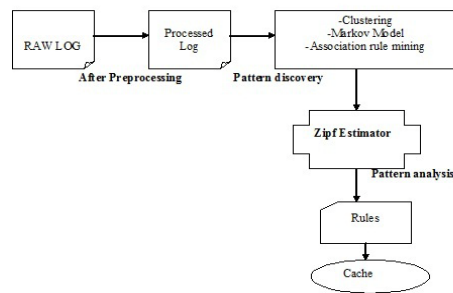 RAW LOG
Processed
Log
-Clustering
-Markov Model
-Association rule mining
After Preprocessing
Pattern discovery
Zipf Estimator
Pattern analysis
Rules
Cache